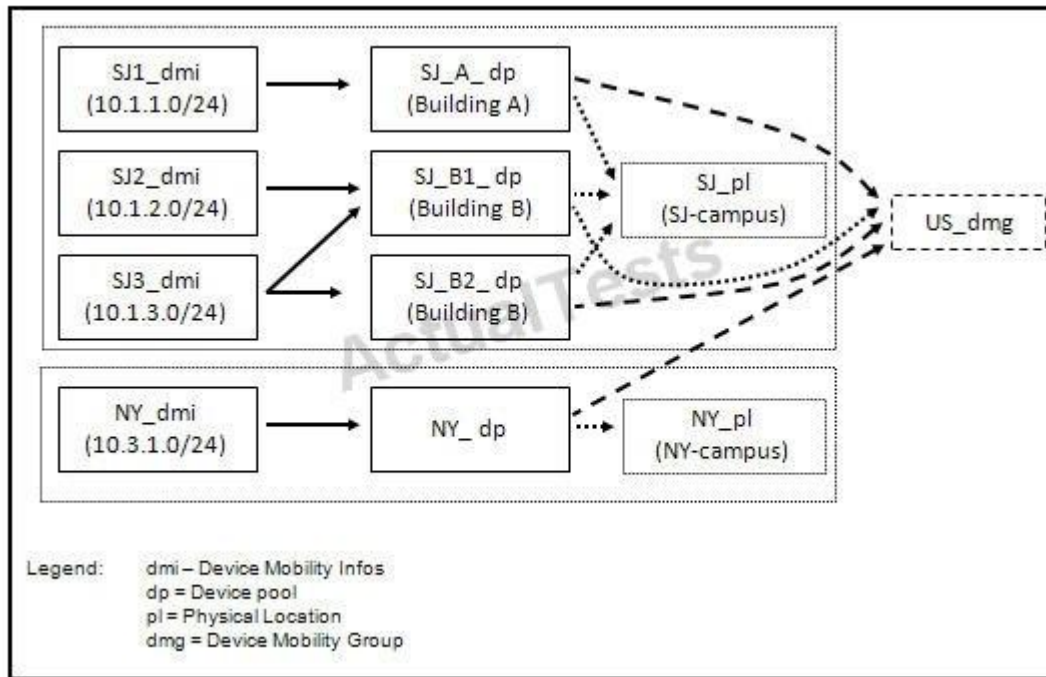 SJ1_dmi
(10.1.1.0/24)
SJ_A_ dp
(Building A)
SJ2_dmi
(10.1.2.0/24)
SJ_B1_ dp
(Building B)
SJ_pl
(SJ-campus)
US_dmg
SJ3_dmi
(10.1.3.0/24)
SJ_B2_ dp
(Building B)
ActualTests
NY_dmi
(10.3.1.0/24)
NY_ dp
NY_pl
(NY-campus)
Legend: dmi – Device Mobility Infos
dp = Device pool
pl = Physical Location
dmg = Device Mobility Group